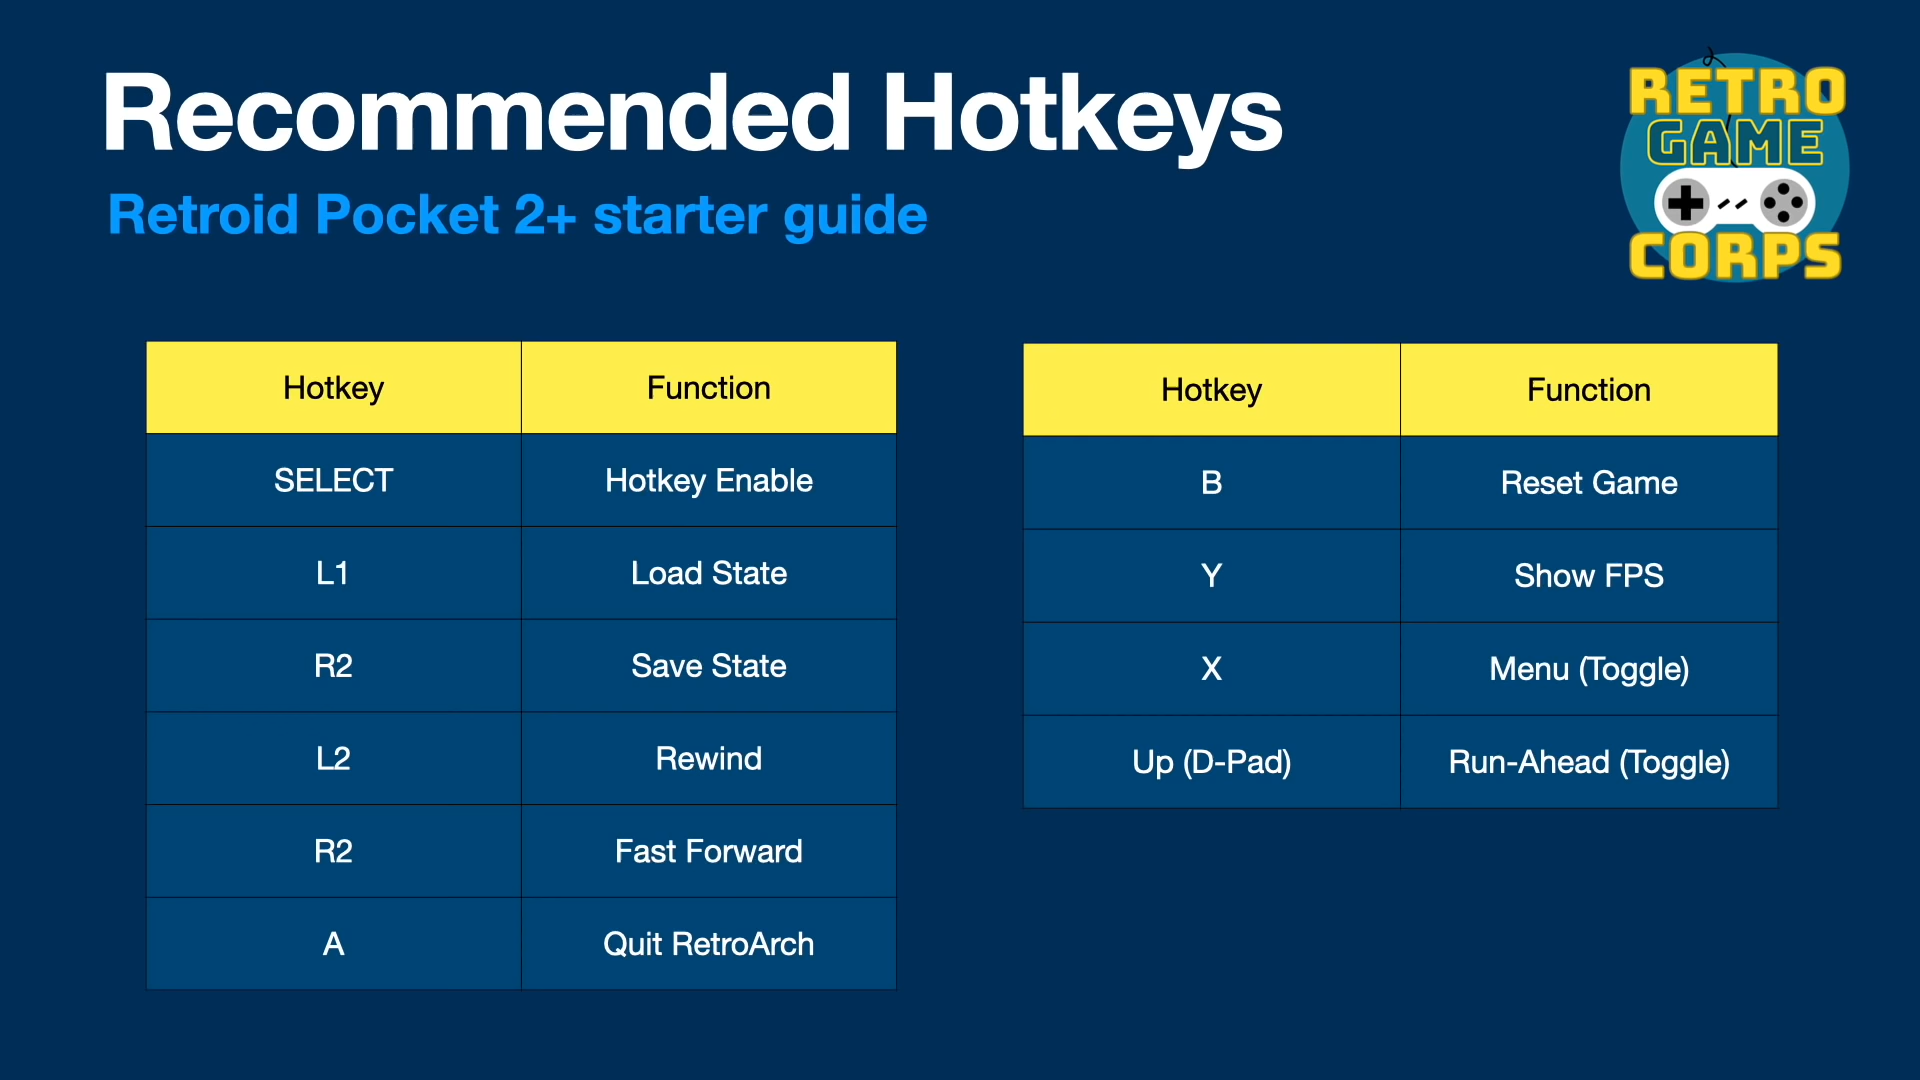 Recommended Hotkeys
Retroid Pocket 2+ starter guide
RETRO
GAME
CORPS
Hotkey Function
SELECT Hotkey Enable
L1 Load State
R2 Save State
L2 Rewind
R2 Fast Forward
A Quit RetroArch
Hotkey Function
B Reset Game
Y Show FPS
X Menu (Toggle)
Up (D-Pad) Run-Ahead (Toggle)